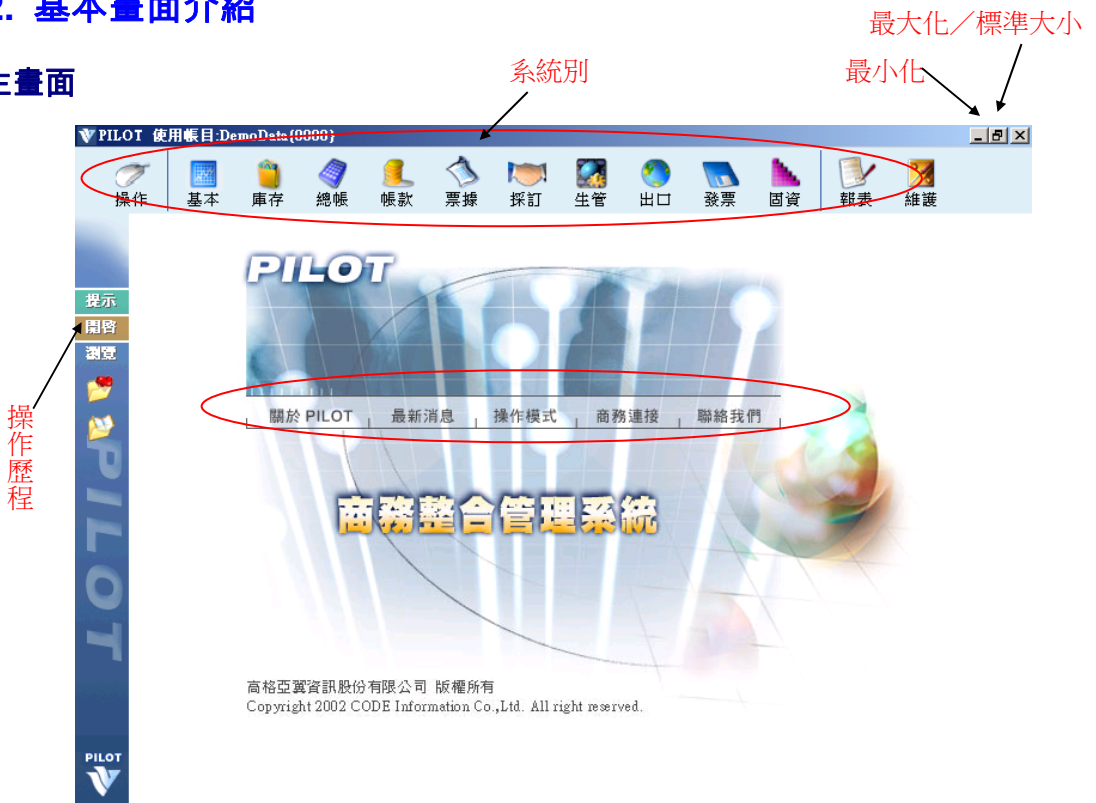 2. 基本畫面介紹
最大化／標準大小
主畫面
系統別
最小化
PILOT 使用帳目:DemoData{0000}
操作 基本 庫存 總帳 帳款 票據 採訂 生管 出口 發票 固資 報表 維護
PILOT
提示
開啓
瀏覽
關於 PILOT 最新消息 操作模式 商務連接 聯絡我們
操作歷程
PILOT
商務整合管理系統
高格亞翼資訊股份有限公司 版權所有
Copyright 2002 CODE Information Co.,Ltd. All right reserved.
PILOT